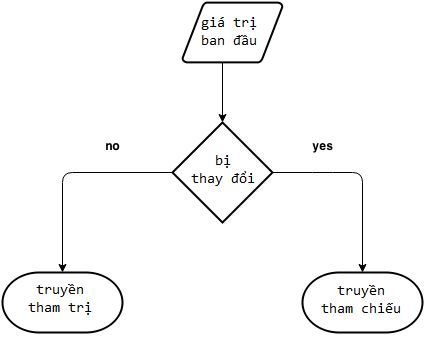 giá trị
ban đầu
no
yes
bị
thay đổi
truyền
tham trị
truyền
tham chiếu